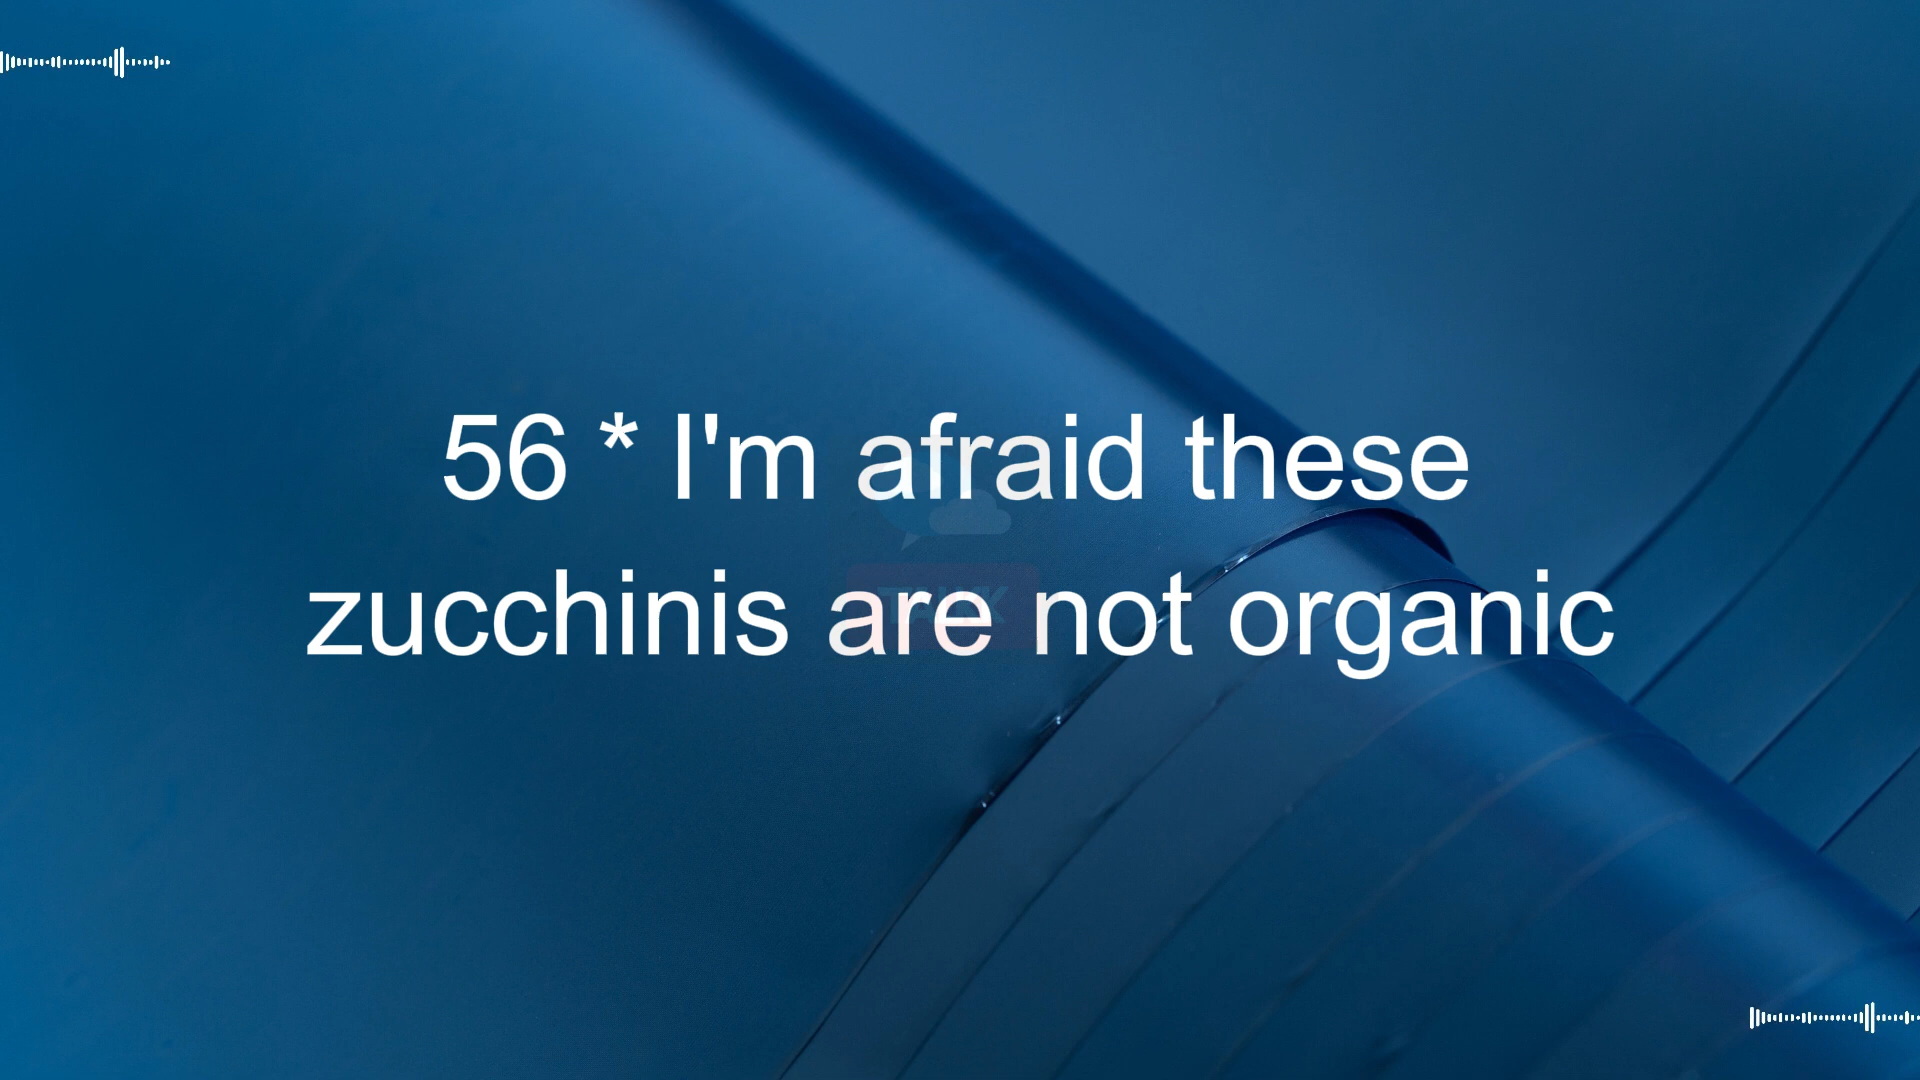 56 * I'm afraid these
zucchinis are not organic